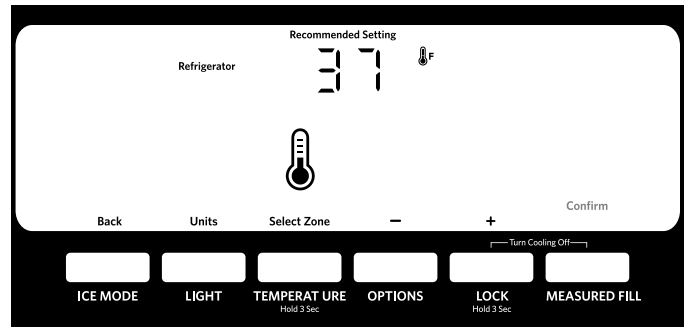 Recommended Setting
Refrigerator 37 F
Confirm
Back Units Select Zone − +
Turn Cooling Off
ICE MODE LIGHT TEMPERAT URE OPTIONS LOCK MEASURED FILL
Hold 3 Sec Hold 3 Sec